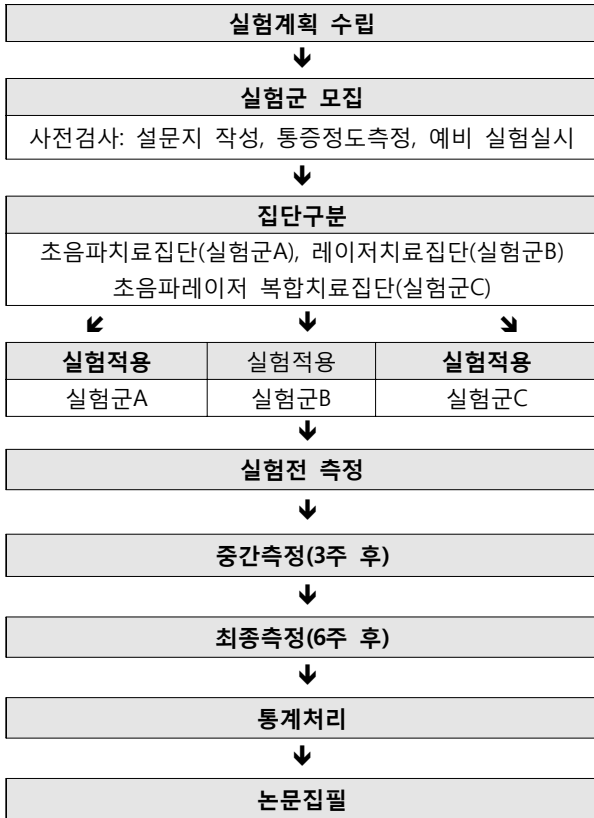 실험계획 수립
실험군 모집
사전검사: 설문지 작성, 통증정도측정, 예비 실험실시
집단구분
초음파치료집단(실험군A), 레이저치료집단(실험군B)
초음파레이저 복합치료집단(실험군C)
실험적용 실험적용 실험적용
실험군A 실험군B 실험군C
실험전 측정
중간측정(3주 후)
최종측정(6주 후)
통계처리
논문집필